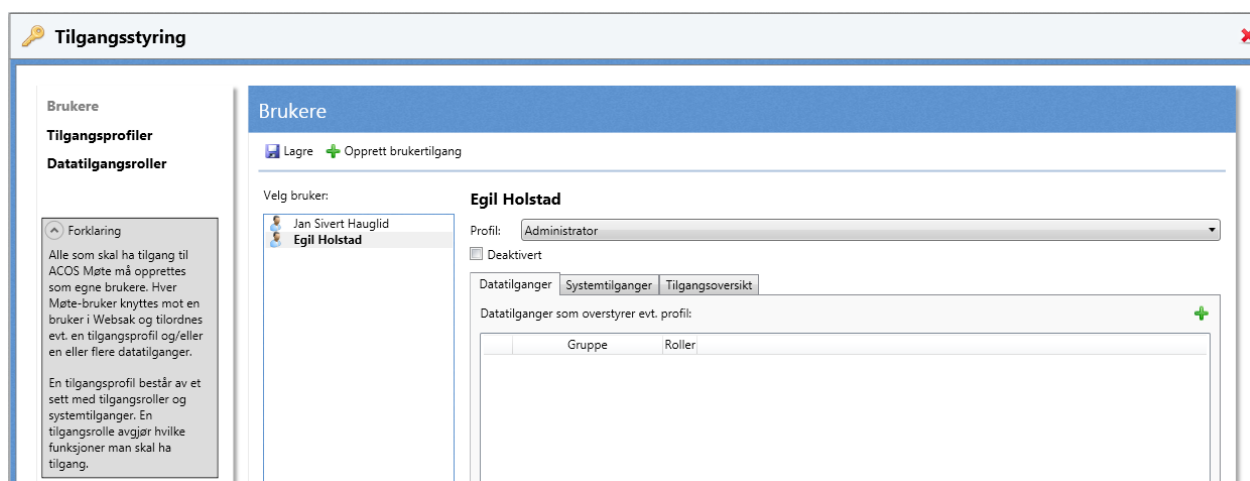 Tilgangsstyring
Brukere
Tilgangsprofiler
Datatilgangsroller
Forklaring
Alle som skal ha tilgang til
ACOS Møte må opprettes
som egne brukere. Hver
Møte-bruker knyttes mot en
bruker i Websak og tilordnes
evt. en tilgangsprofil og/eller
en eller flere datatilganger.
En tilgangsprofil består av et
sett med tilgangsroller og
systemtilganger. En
tilgangsrolle avgjør hvilke
funksjoner man skal ha
tilgang.
Brukere
Lagre Opprett brukertilgang
Velg bruker:
Jan Sivert Hauglid
Egil Holstad
Egil Holstad
Profil: Administrator
Deaktivert
Datatilganger Systemtilganger Tilgangsoversikt
Datatilganger som overstyrer evt. profil:
Gruppe Roller